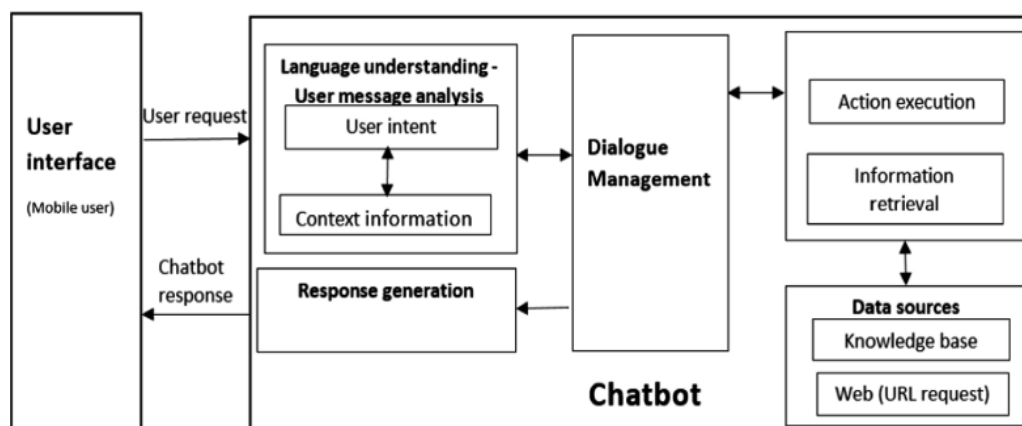 User
interface
(Mobile user)
User request
Chatbot
response
Language understanding -
User message analysis
User intent
Context information
Response generation
Dialogue
Management
Action execution
Information
retrieval
Data sources
Knowledge base
Web (URL request)
Chatbot